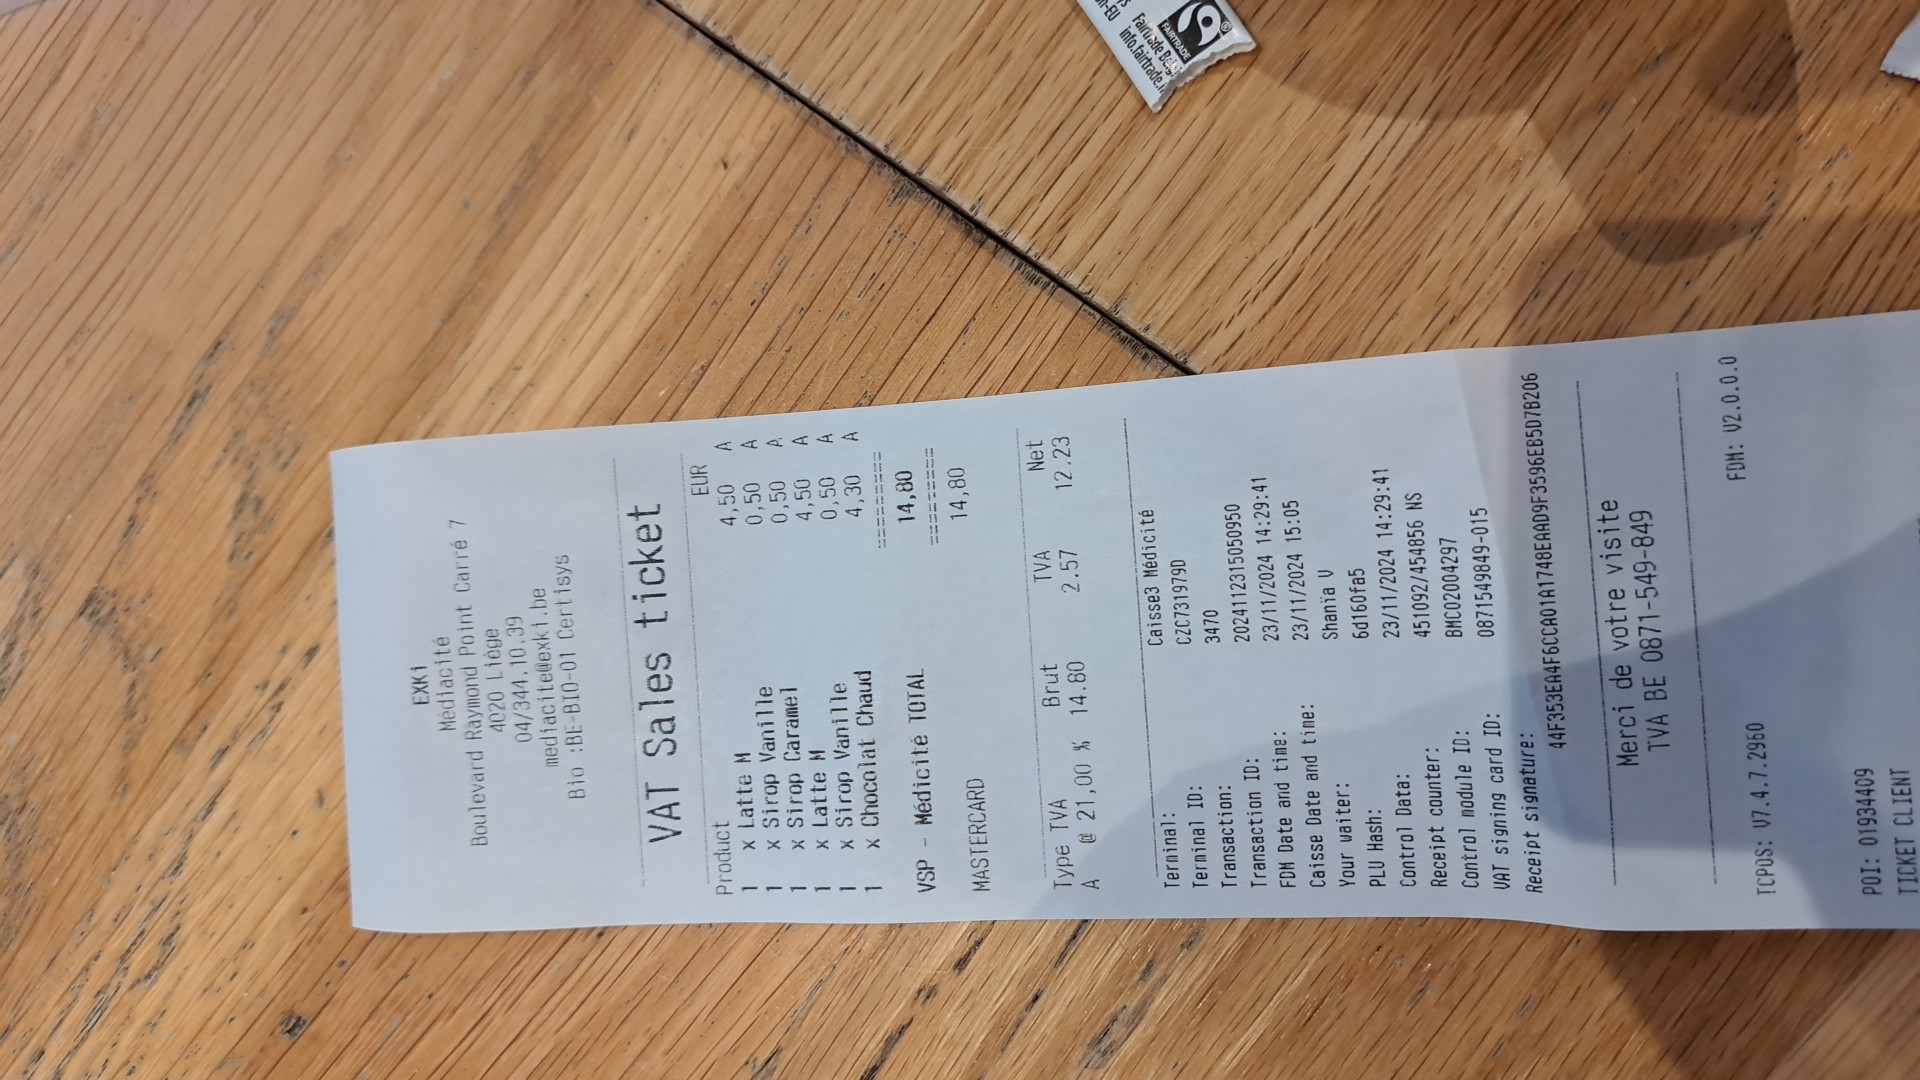 EXKi
Médiacité
Boulevard Raymond Point Carré 7
4020 Liège
04/344.10.39
mediacite@exki.be
Bio :BE-BIO-01 Certisys
VAT Sales ticket
Product EUR
1 x Latte M 4,50 A
1 x Sirop Vanille 0,50 A
1 x Sirop Caramel 0,50 A
1 x Latte M 4,50 A
1 x Sirop Vanille 0,50 A
1 x Chocolat Chaud 4,30 A
=========
VSP - Médicité TOTAL 14,80
=========
MASTERCARD 14,80
Type TVA Brut TVA Net
A @ 21,00 % 14.80 2.57 12.23
Terminal: Caisse3 Médicité
Terminal ID: CZC731979D
Transaction: 3470
Transaction ID: 2024112315050950
FDM Date and time: 23/11/2024 14:29:41
Caisse Date and time: 23/11/2024 15:05
Your waiter: Shania V
PLU Hash: 6d160fa5
Control Data: 23/11/2024 14:29:41
Receipt counter: 451092/454856 NS
Control module ID: BMC02004297
VAT signing card ID: 0871549849-015
Receipt signature:
44F353EA4F6CCA01A1748EAAD9F3596EB5D7B206
Merci de votre visite
TVA BE 0871-549-849
TCPOS: V7.4.7.2960 FDM: V2.0.0.0
POI: 01934409
TICKET CLIENT
FAIRTRADE
®
Fairtrade
info.fairtrade.